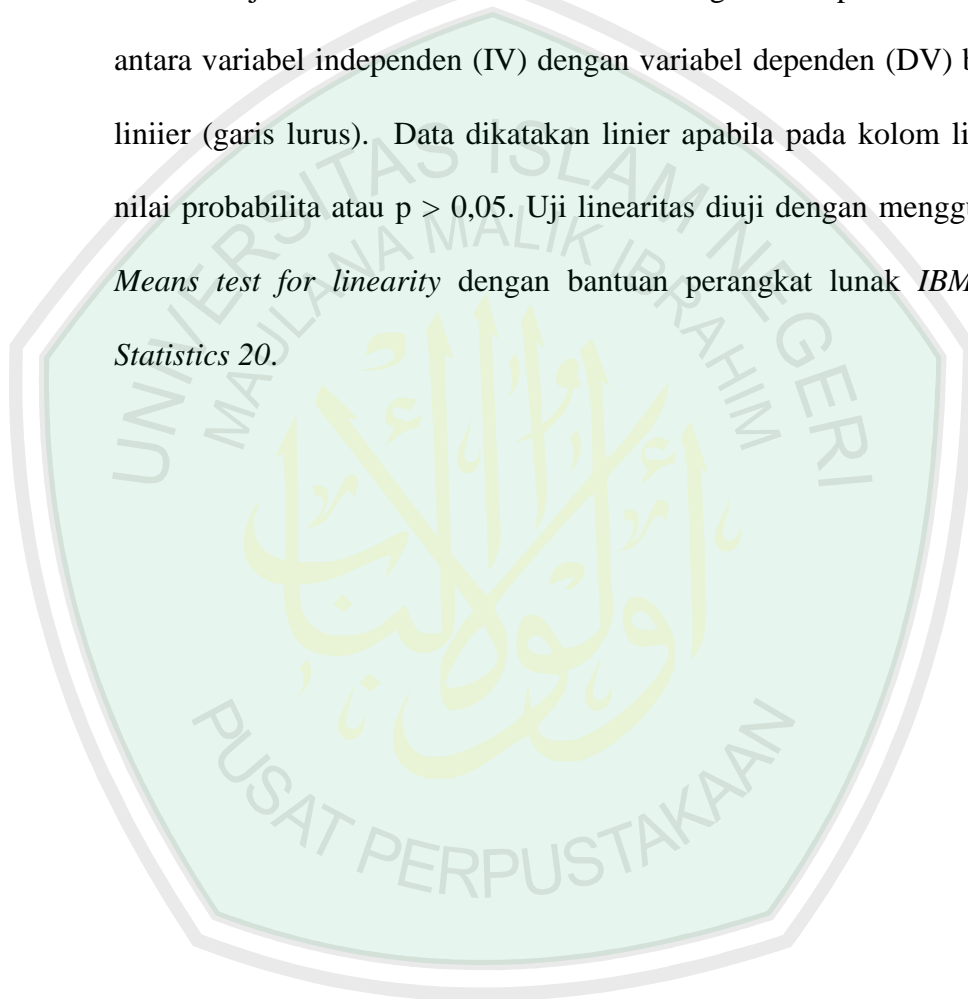 antara variabel independen (IV) dengan variabel dependen (DV)
liniier (garis lurus). Data dikatakan linier apabila pada kolom
nilai probabilita atau p > 0,05. Uji linearitas diuji dengan
Means test for linearity dengan bantuan perangkat lunak IBM
Statistics 20.
UNIVERSITAS ISLAM NEGERI
MAULANA MALIK IBRAHIM
PUSAT PERPUSTAKAAN